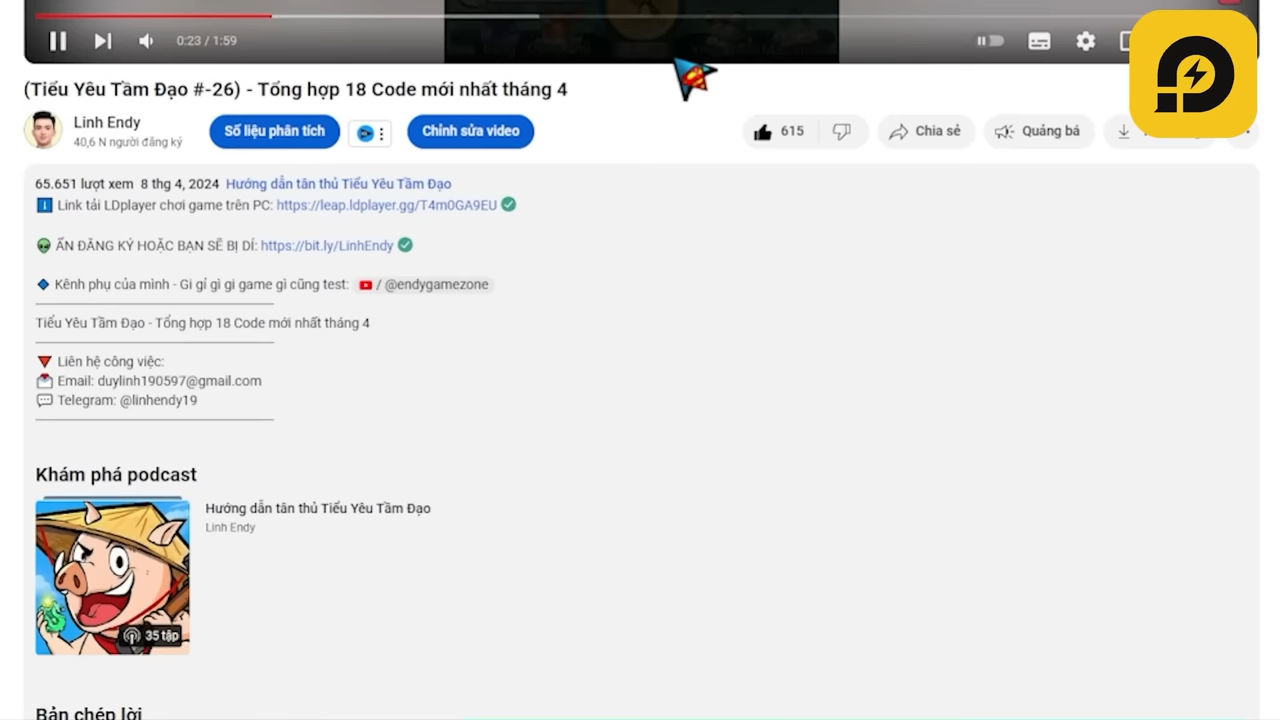 0:23 / 1:59
(Tiểu Yêu Tầm Đạo #-26) - Tổng hợp 18 Code mới nhất tháng 4
Linh Endy
40,6 N người đăng ký
Số liệu phân tích
Chỉnh sửa video
615
Chia sẻ
Quảng bá
65.651 lượt xem 8 thg 4, 2024 Hướng dẫn tân thủ Tiểu Yêu Tầm Đạo
Link tải LDplayer chơi game trên PC: https://leap.ldplayer.gg/T4m0GA9EU
ẤN ĐĂNG KÝ HOẶC BẠN SẼ BỊ DÍ: https://bit.ly/LinhEndy
Kênh phụ của mình - Gi gỉ gì gi game gì cũng test: / @endygamezone
Tiểu Yêu Tầm Đạo - Tổng hợp 18 Code mới nhất tháng 4
Liên hệ công việc:
Email: duylinh190597@gmail.com
Telegram: @linhendy19
Khám phá podcast
Hướng dẫn tân thủ Tiểu Yêu Tầm Đạo
Linh Endy
35 tập
Bản chép lời